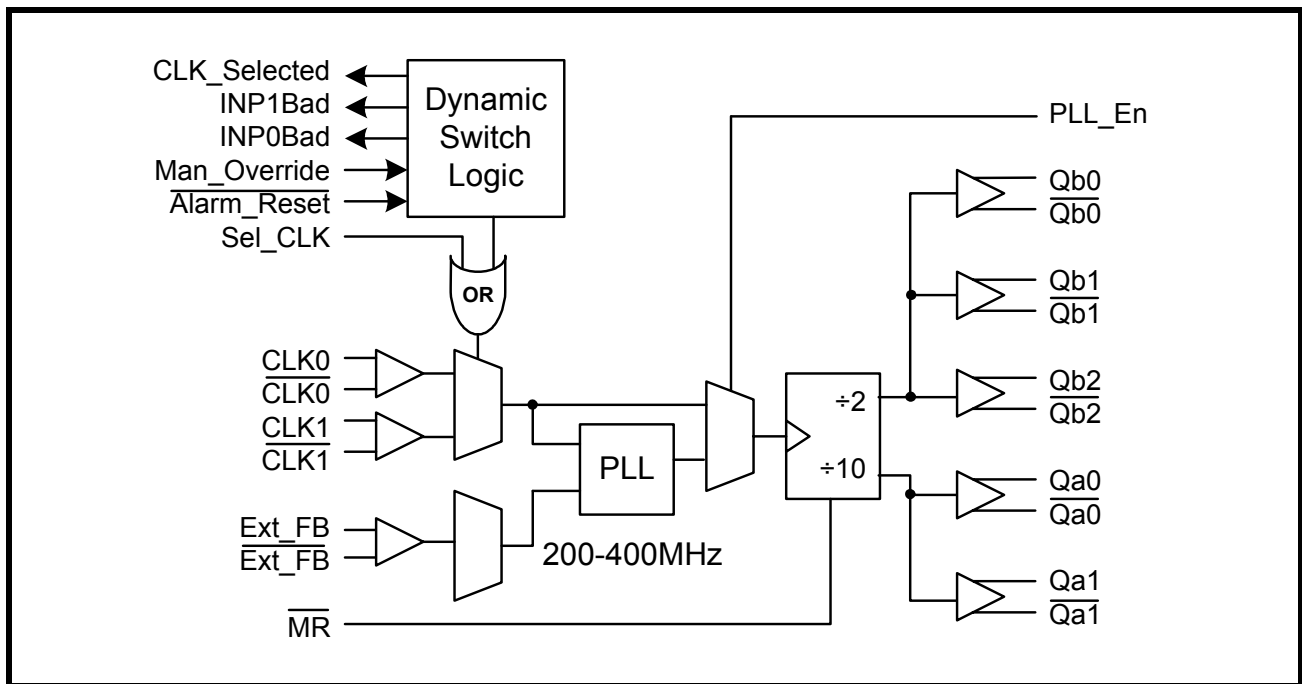 CLK_Selected
INP1Bad
INP0Bad
Man_Override
Alarm_Reset
Sel_CLK
Dynamic
Switch
Logic
OR
PLL_En
CLK0
CLK0
CLK1
CLK1
Ext_FB
Ext_FB
MR
PLL
200-400MHz
÷2
÷10
Qb0
Qb0
Qb1
Qb1
Qb2
Qb2
Qa0
Qa0
Qa1
Qa1